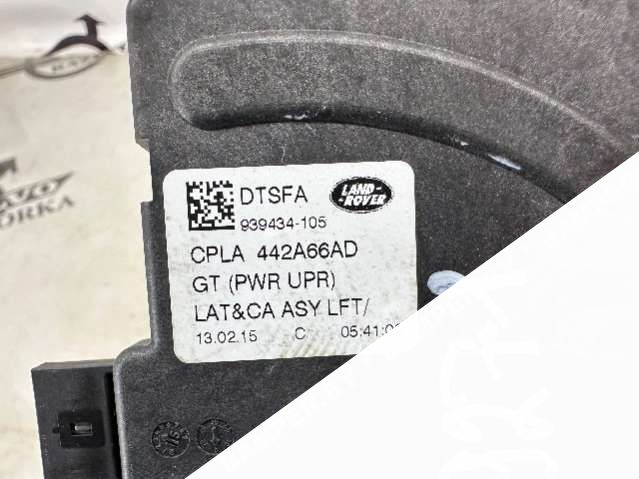 DTSFA LAND-ROVER
939434-105
CPLA 442A66AD
GT (PWR UPR)
LAT&CA ASY LFT/
13.02.15 C 05:41:0